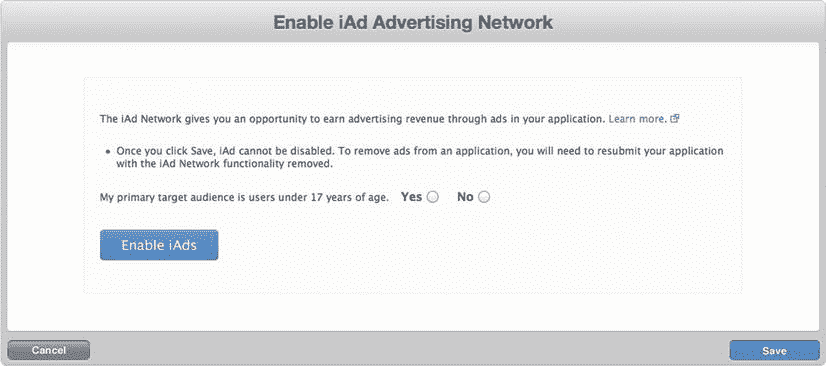 Enable iAd Advertising Network
The iAd Network gives you an opportunity to earn advertising revenue through ads in your application. Learn more.
• Once you click Save, iAd cannot be disabled. To remove ads from an application, you will need to resubmit your application
with the iAd Network functionality removed.
My primary target audience is users under 17 years of age. Yes No
Enable iAds
Cancel Save